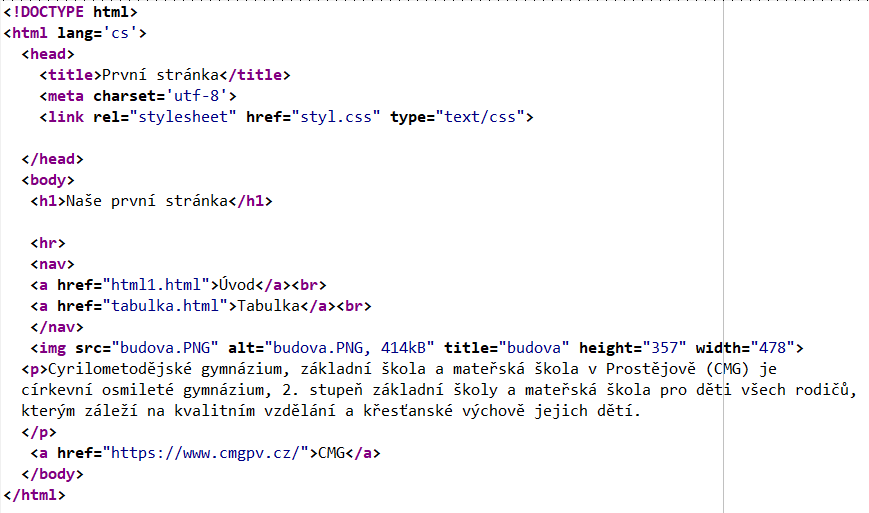 <!DOCTYPE html>
<html lang='cs'>
<head>
<title>První stránka</title>
<meta charset='utf-8'>
<link rel="stylesheet" href="styl.css" type="text/css">
</head>
<body>
<h1>Naše první stránka</h1>
<hr>
<nav>
<a href="html1.html">Úvod</a><br>
<a href="tabulka.html">Tabulka</a><br>
</nav>
<img src="budova.PNG" alt="budova.PNG, 414kB" title="budova" height="357" width="478">
<p>Cyrilometodějské gymnázium, základní škola a mateřská škola v Prostějově (CMG) je
církevní osmileté gymnázium, 2. stupeň základní školy a mateřská škola pro děti všech rodičů,
kterým záleží na kvalitním vzdělání a křesťanské výchově jejich dětí.
</p>
<a href="https://www.cmgpv.cz/">CMG</a>
</body>
</html>